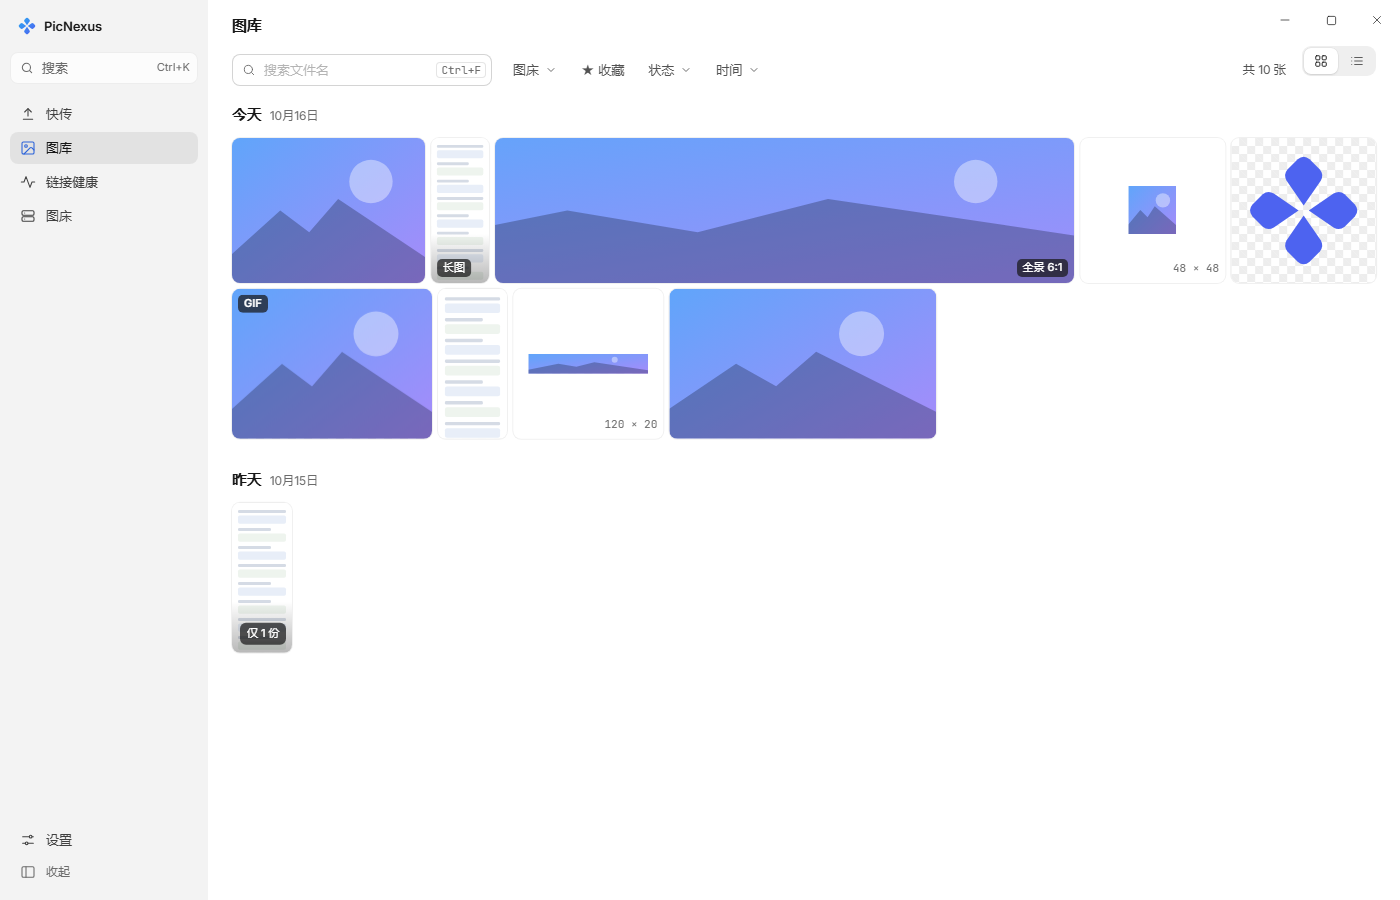 PicNexus
搜索 Ctrl+K
快传
图库
链接健康
图床
设置
收起
图库
搜索文件名 Ctrl+F
图床
★ 收藏
状态
时间
共 10 张
今天 10月16日
长图
全景 6:1
48 × 48
GIF
120 × 20
昨天 10月15日
仅 1 份